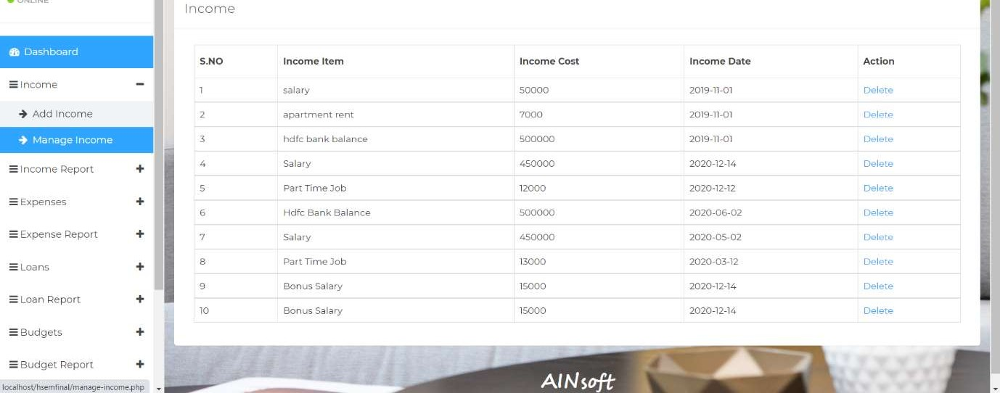 ONLINE
Income
Dashboard
Income
Add Income
Manage Income
Income Report
Expenses
Expense Report
Loans
Loan Report
Budgets
Budget Report
S.NO Income Item Income Cost Income Date Action
1 salary 50000 2019-11-01 Delete
2 apartment rent 7000 2019-11-01 Delete
3 hdfc bank balance 500000 2019-11-01 Delete
4 Salary 450000 2020-12-14 Delete
5 Part Time Job 12000 2020-12-12 Delete
6 Hdfc Bank Balance 500000 2020-06-02 Delete
7 Salary 450000 2020-05-02 Delete
8 Part Time Job 13000 2020-03-12 Delete
9 Bonus Salary 15000 2020-12-14 Delete
10 Bonus Salary 15000 2020-12-14 Delete
AINsoft
localhost/hsemfinal/manage-income.php